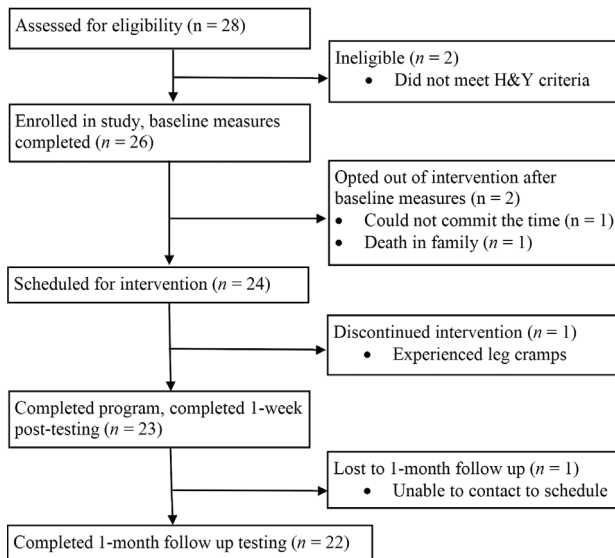 Assessed for eligibility (n = 28)
Ineligible (n = 2)
• Did not meet H&Y criteria
Enrolled in study, baseline measures
completed (n = 26)
Opted out of intervention after
baseline measures (n = 2)
• Could not commit the time (n = 1)
• Death in family (n = 1)
Scheduled for intervention (n = 24)
Discontinued intervention (n = 1)
• Experienced leg cramps
Completed program, completed 1-week
post-testing (n = 23)
Lost to 1-month follow up (n = 1)
• Unable to contact to schedule
Completed 1-month follow up testing (n = 22)